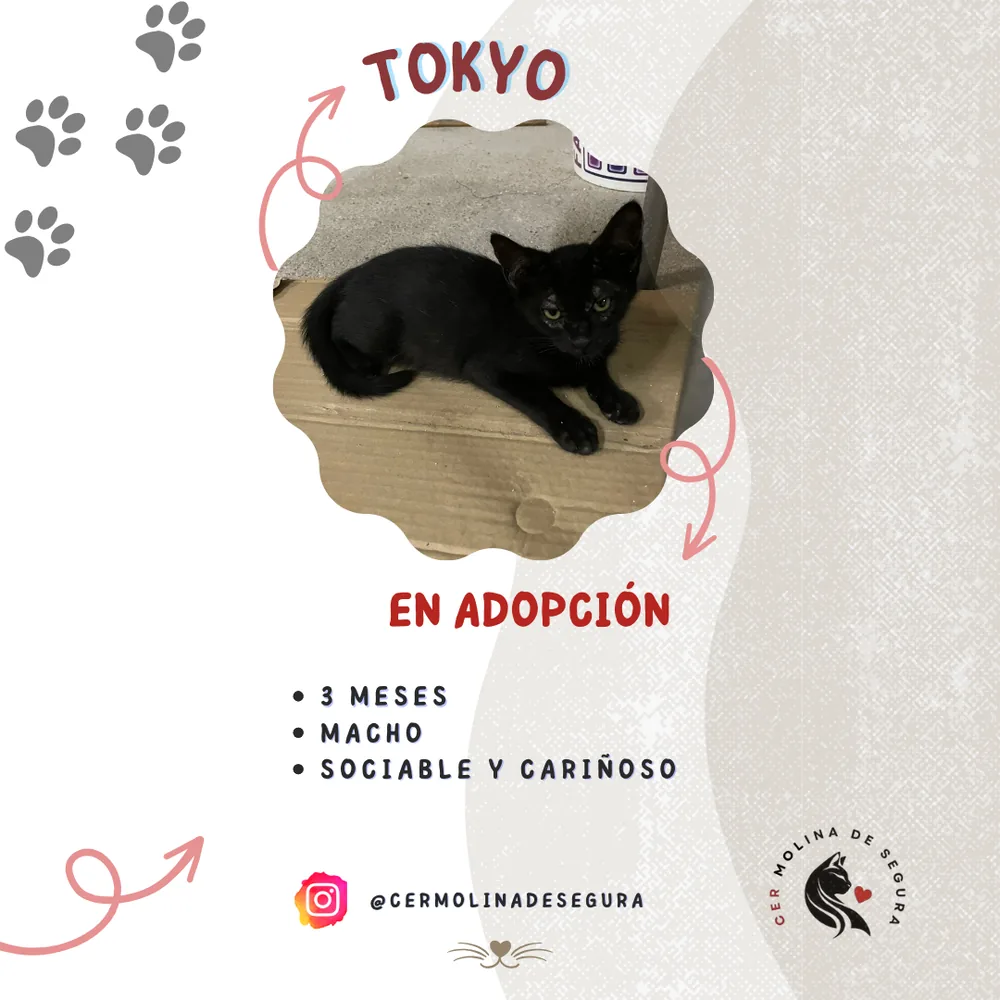 TOKYO
EN ADOPCIÓN
3 MESES
MACHO
SOCIABLE Y CARIÑOSO
@CERMOLINADESEGURA
CER MOLINA DE SEGURA